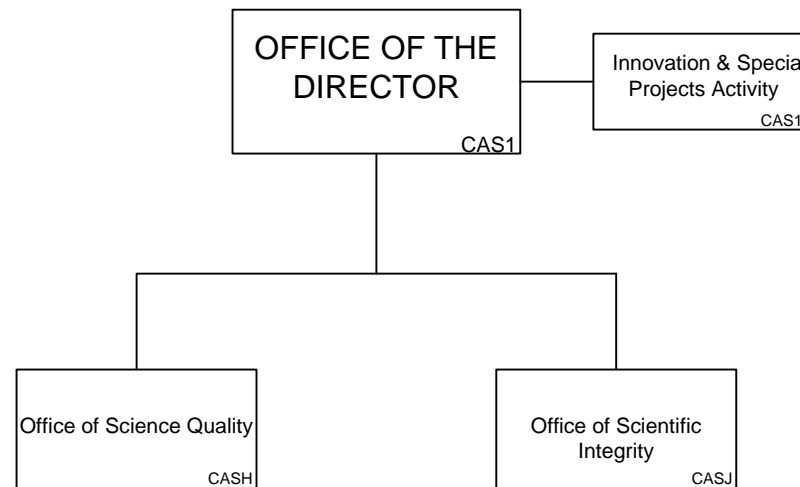 OFFICE OF THE
DIRECTOR
CAS1
Innovation & Specia
Projects Activity
CAS1
Office of Science Quality
CASH
Office of Scientific
Integrity
CASJ